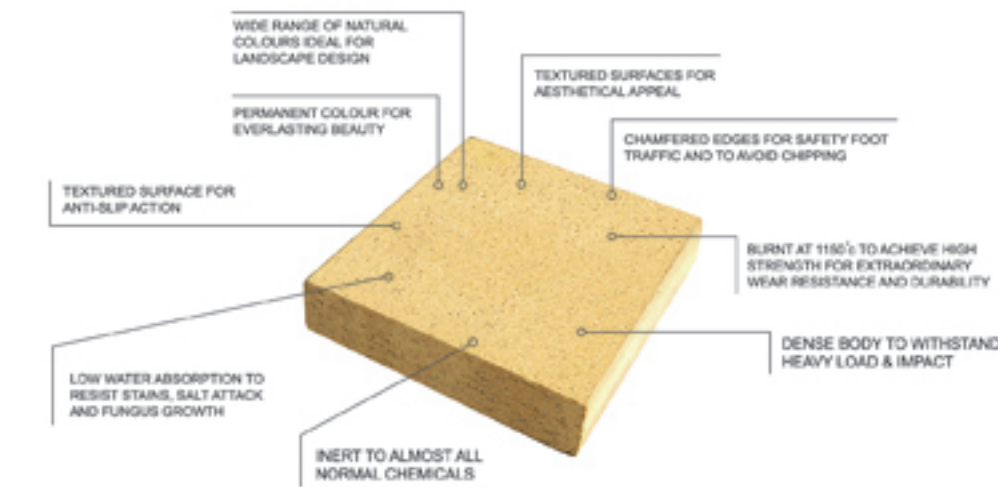 WIDE RANGE OF NATURAL
COLOURS IDEAL FOR
LANDSCAPE DESIGN
TEXTURED SURFACES FOR
AESTHETICAL APPEAL
PERMANENT COLOUR FOR
EVERLASTING BEAUTY
CHAMFERED EDGES FOR SAFETY FOOT
TRAFFIC AND TO AVOID CHIPPING
TEXTURED SURFACE FOR
ANTI-SLIP ACTION
BURNT AT 1150°c TO ACHIEVE HIGH
STRENGTH FOR EXTRAORDINARY
WEAR RESISTANCE AND DURABILITY
DENSE BODY TO WITHSTAND
HEAVY LOAD & IMPACT
LOW WATER ABSORPTION TO
RESIST STAINS, SALT ATTACK
AND FUNGUS GROWTH
INERT TO ALMOST ALL
NORMAL CHEMICALS